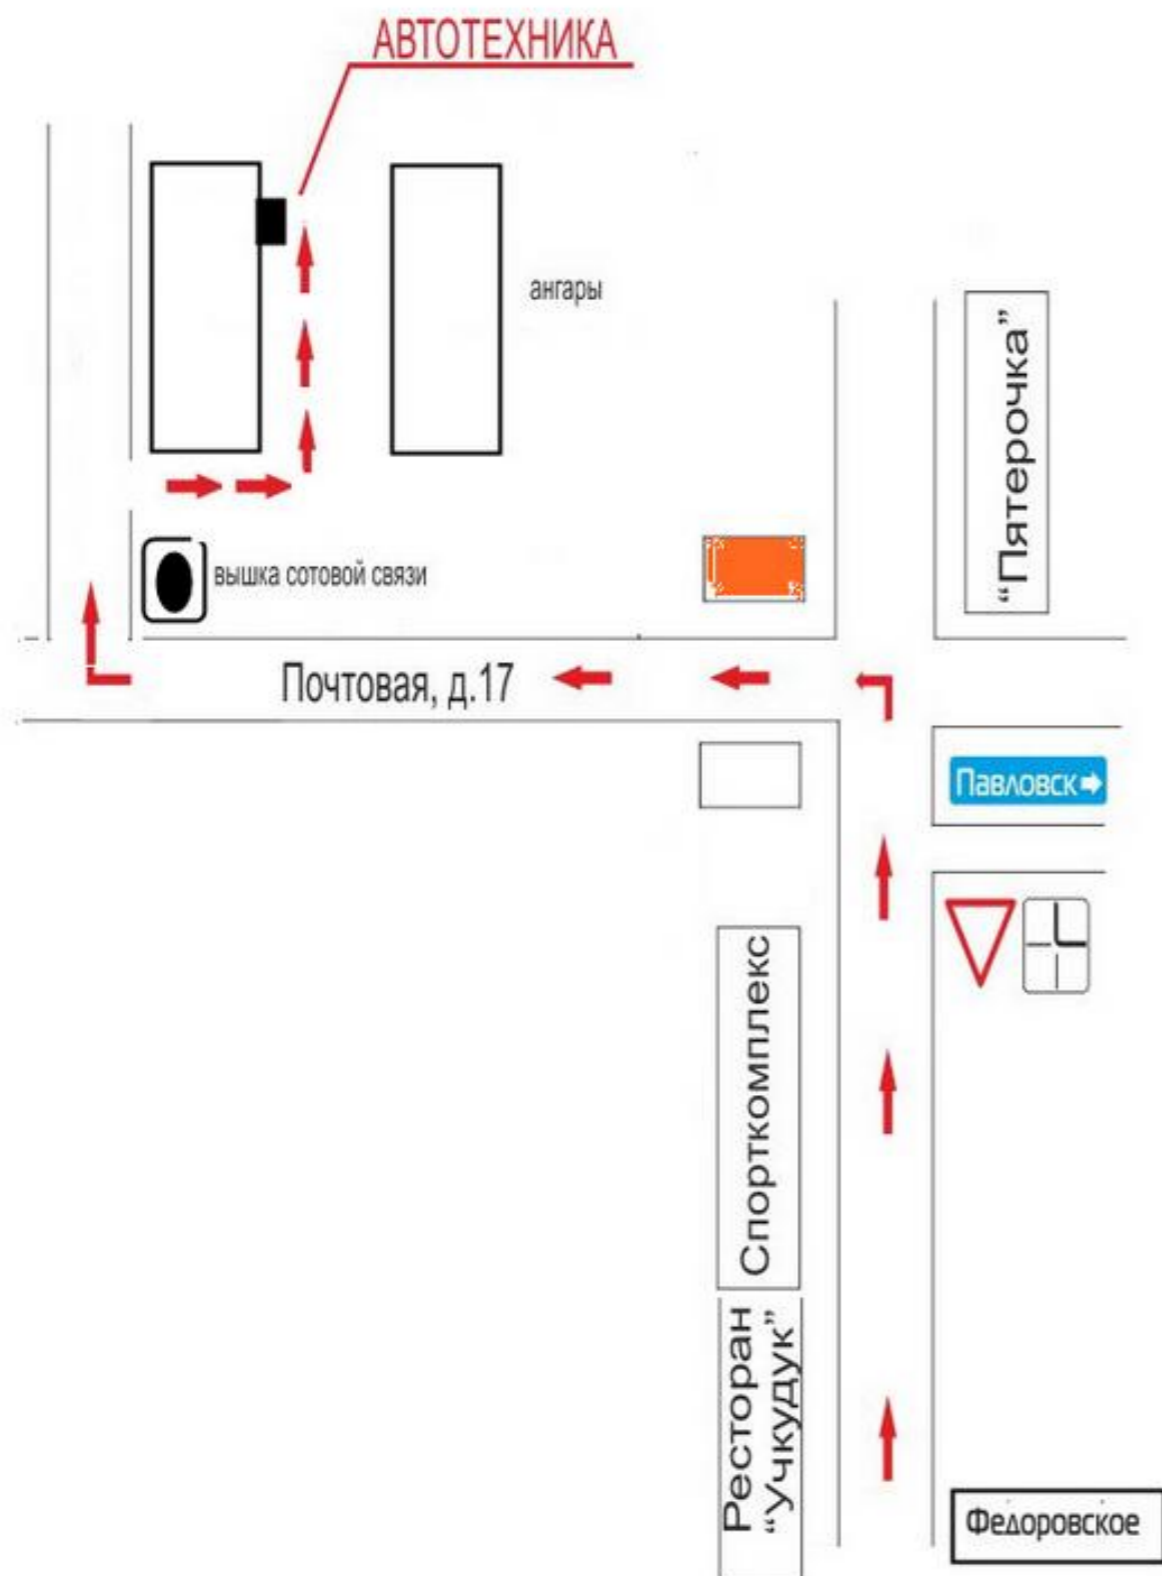 АВТОТЕХНИКА
ангары
"Пятерочка"
вышка сотовой связи
Почтовая, д.17
Павловск
Спорткомплекс
Ресторан
"Учкудук"
Федоровское